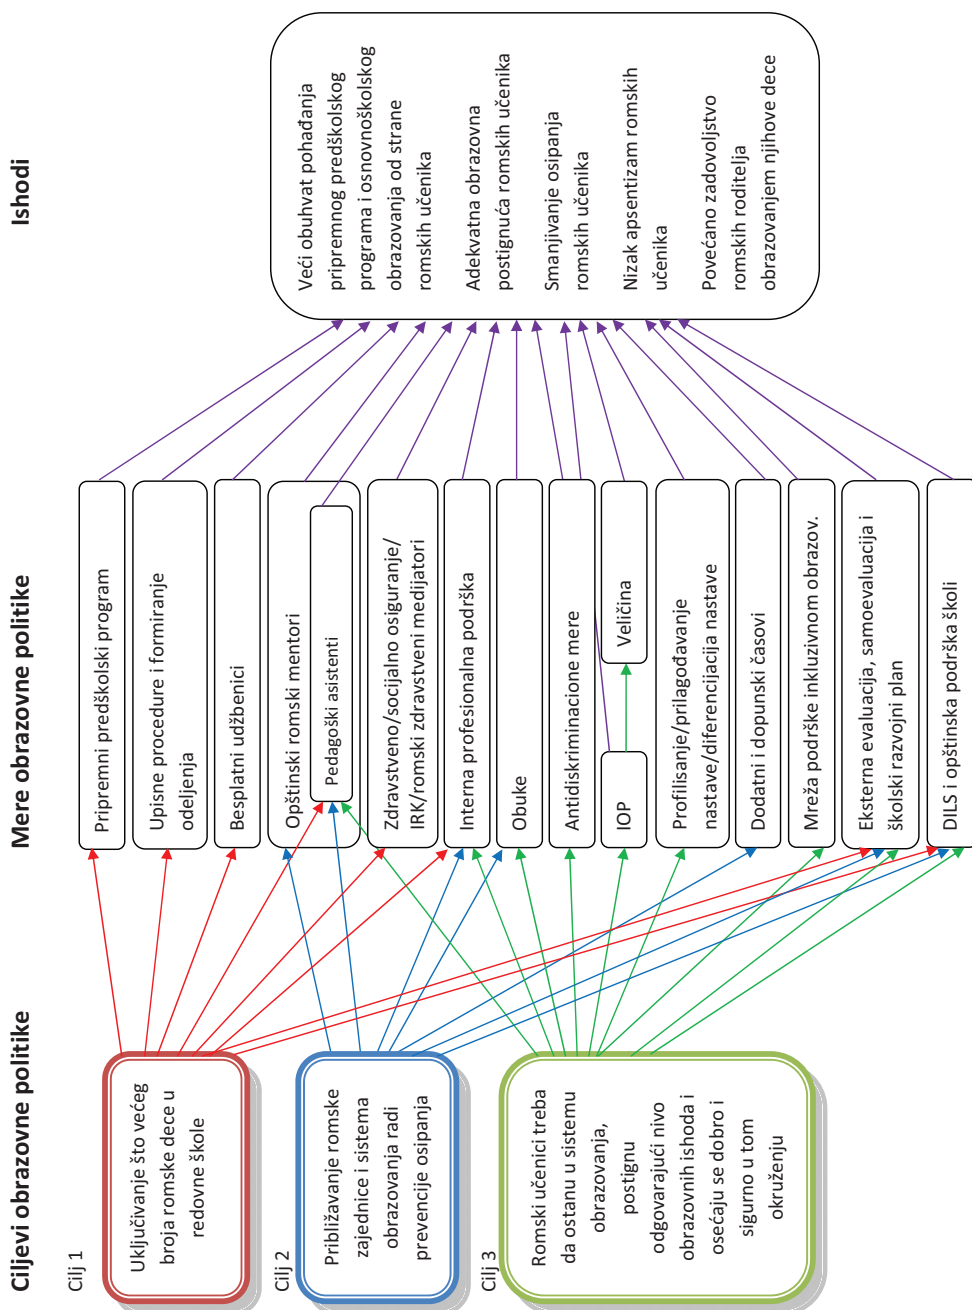 Ciljevi obrazovne politike
Mere obrazovne politike
Ishodi
Cilj 1
Uključivanje što većeg
broja romske dece u
redovne škole
Cilj 2
Približavanje romske
zajednice i sistema
obrazovanja radi
prevencije osipanja
Cilj 3
Romski učenici treba
da ostanu u sistemu
obrazovanja,
postignu
odgovarajući nivo
obrazovnih ishoda i
osećaju se dobro i
sigurno u tom
okruženju
Pripremni predškolski program
Upisne procedure i formiranje
odeljenja
Besplatni udžbenici
Opštinski romski mentori
Pedagoški asistenti
Zdravstveno/socijalno osiguranje/
IRK/romski zdravstveni medijatori
Interna profesionalna podrška
Obuke
Antidiskriminacione mere
IOP
Veličina
Profilisanje/prilagođavanje
nastave/diferencijacija nastave
Dodatni i dopunski časovi
Mreža podrške inkluzivnom obrazov.
Eksterna evaluacija, samoevaluacija i
školski razvojni plan
DILS i opštinska podrška školi
Veći obuhvat pohađanja
pripremnog predškolskog
programa i osnovnoškolskog
obrazovanja od strane
romskih učenika
Adekvatna obrazovna
postignuća romskih učenika
Smanjivanje osipanja
romskih učenika
Nizak apsentizam romskih
učenika
Povećano zadovoljstvo
romskih roditelja
obrazovanjem njihove dece